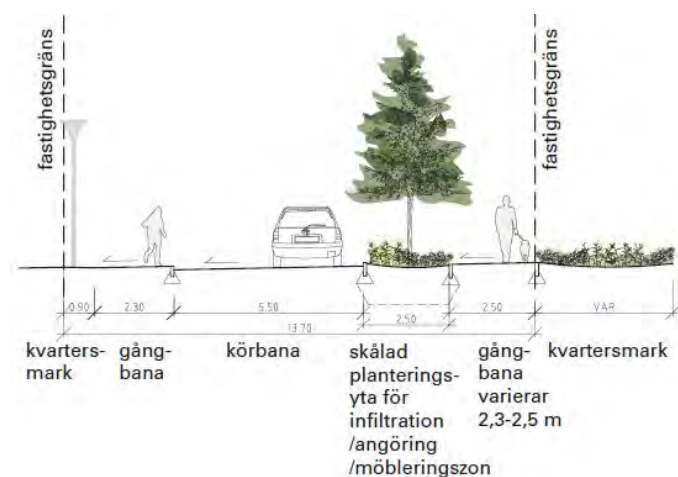 fastighetsgräns
fastighetsgräns
0.90
2.30
5.50
2.50
2.50
VAR
13.70
kvarters-
mark
gång-
bana
körbana
skålad
planterings-
yta för
infiltration
/angöring
/möbleringszon
gång-
bana
varierar
2,3-2,5 m
kvartersmark